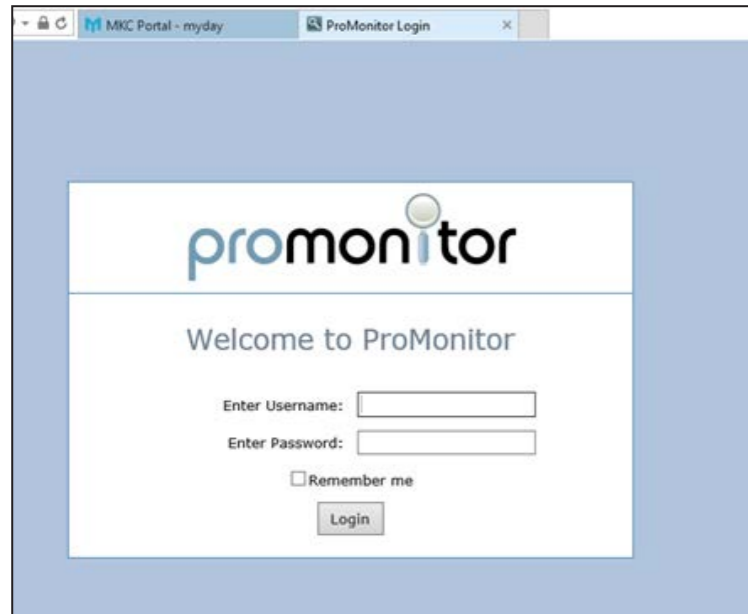 MKC Portal - myday
ProMonitor Login
promonitor
Welcome to ProMonitor
Enter Username:
Enter Password:
Remember me
Login